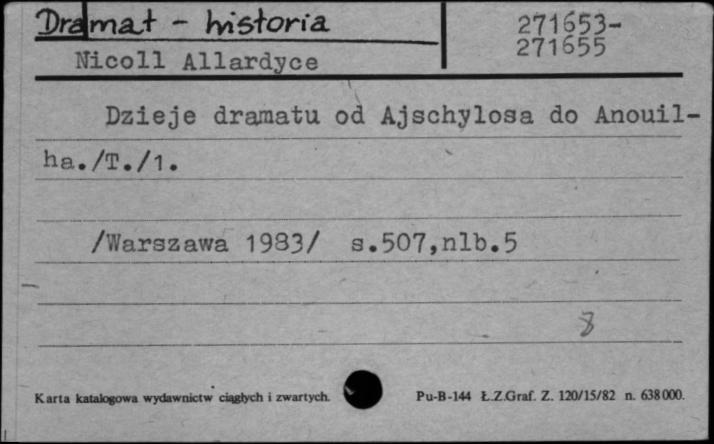 Dramat - historia
271653-
271655
Nicoll Allardyce
Dzieje dramatu od Ajschylosa do Anouil-
ha./T./1.
/Warszawa 1983/ s.507,nlb.5
8
Karta katalogowa wydawnictw ciągłych i zwartych.
Pu-B-144 Ł.Z.Graf. Z. 120/15/82 n. 638000.